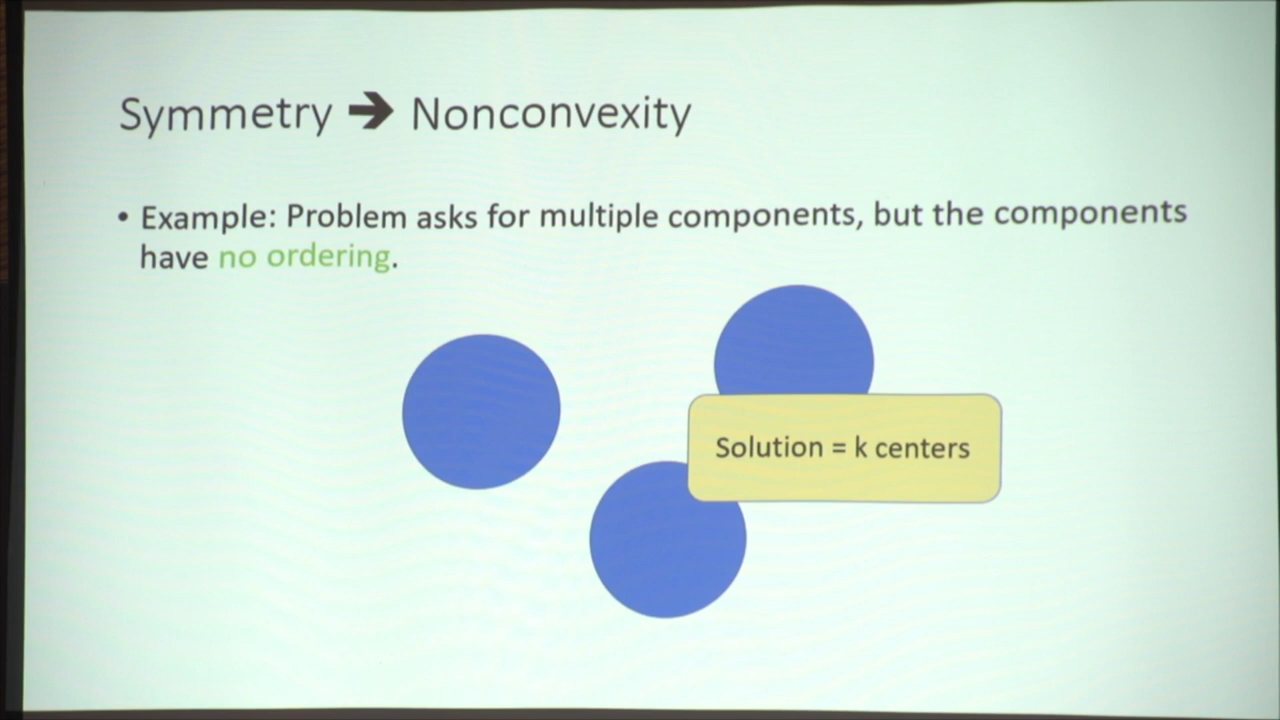 Symmetry ➔ Nonconvexity
• Example: Problem asks for multiple components, but the components
have no ordering.
Solution = k centers